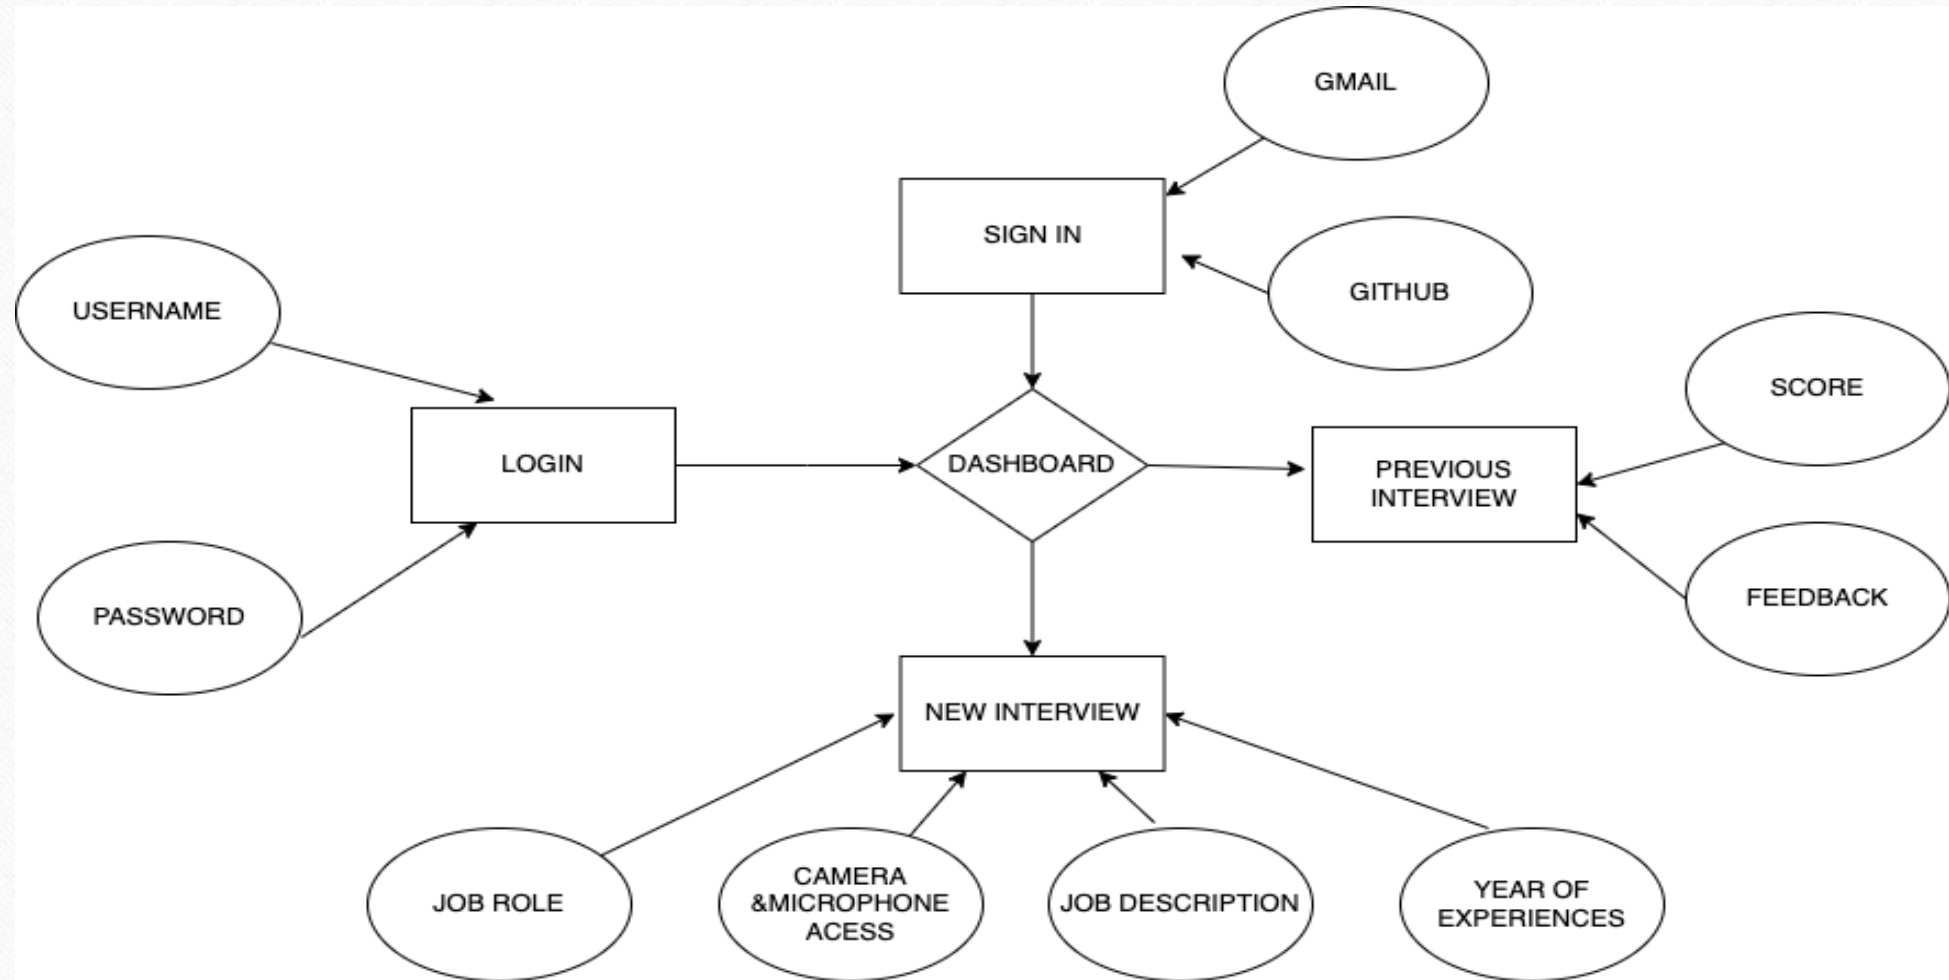 GMAIL
SIGN IN
GITHUB
USERNAME
SCORE
LOGIN
DASHBOARD
PREVIOUS
INTERVIEW
PASSWORD
FEEDBACK
NEW INTERVIEW
JOB ROLE
CAMERA
&MICROPHONE
ACESS
JOB DESCRIPTION
YEAR OF
EXPERIENCES